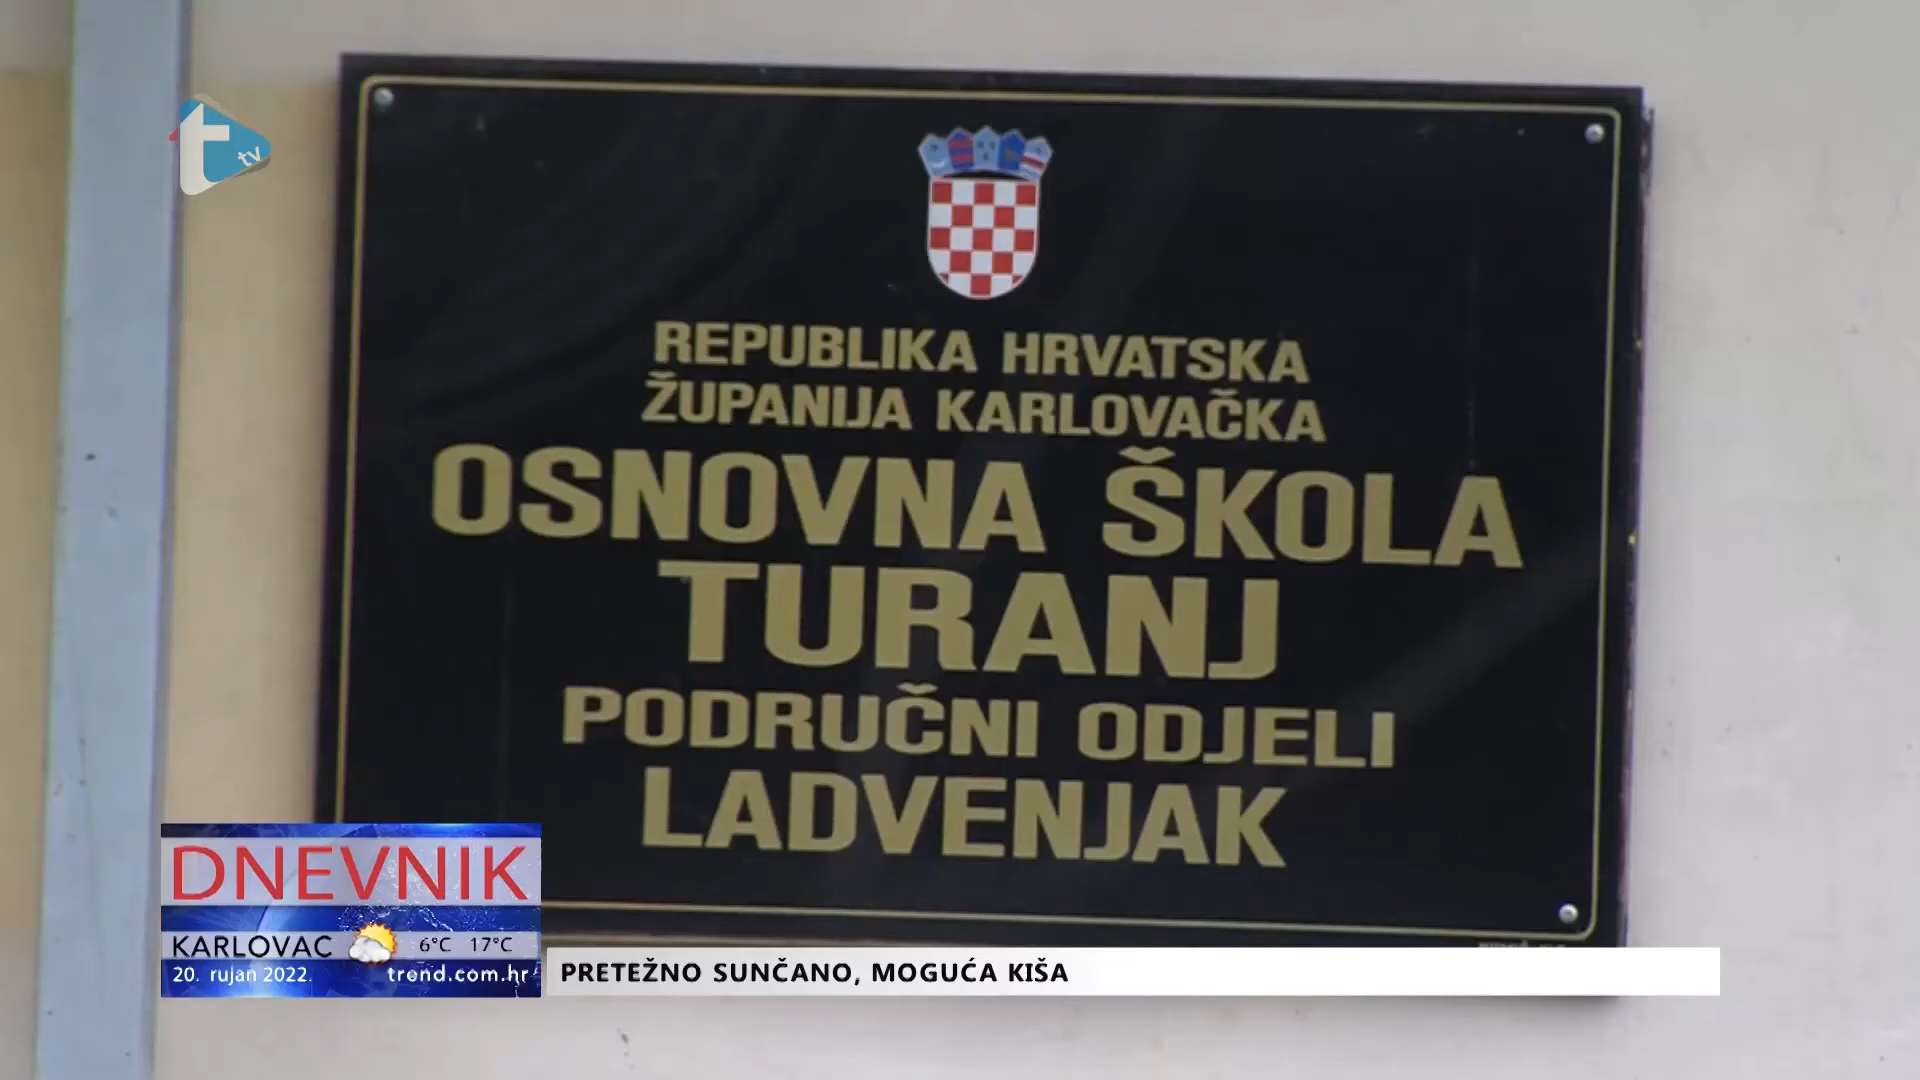 t tv
REPUBLIKA HRVATSKA
ŽUPANIJA KARLOVAČKA
OSNOVNA ŠKOLA
TURANJ
PODRUČNI ODJELI
LADVENJAK
DNEVNIK
KARLOVAC 6°C 17°C
20. rujan 2022. trend.com.hr
PRETEŽNO SUNČANO, MOGUĆA KIŠA